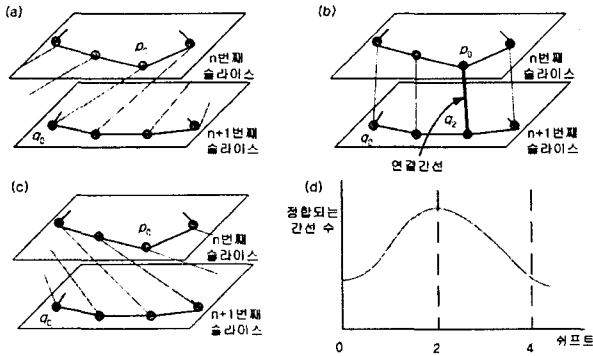 (a)
p₀
n번째
슬라이스
q₀
n+1번째
슬라이스
(b)
p₀
n번째
슬라이스
q₀
q₂
n+1번째
슬라이스
연결간선
(c)
p₀
n번째
슬라이스
q₀
n+1번째
슬라이스
(d)
정합되는
간선 수
0
2
4
쉬프트